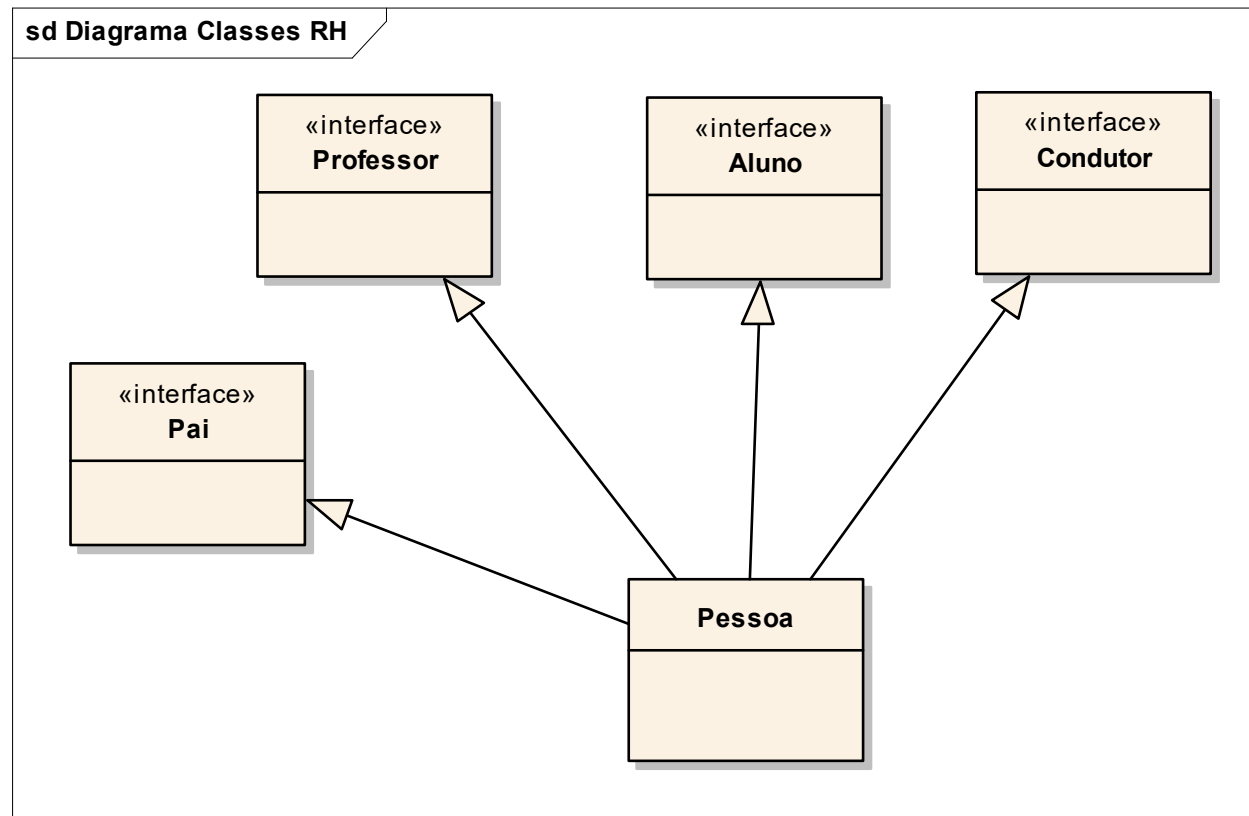 sd Diagrama Classes RH
«interface»
Professor
«interface»
Aluno
«interface»
Condutor
«interface»
Pai
Pessoa